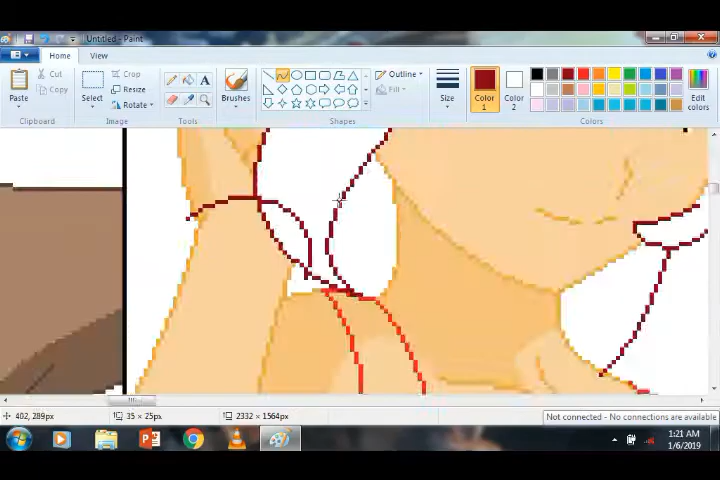 Untitled - Paint
Home View
Paste
Cut
Copy
Select
Crop
Resize
Rotate
A
Brushes
Outline
Fill
Size
Color 1
Color 2
Edit colors
Clipboard Image Tools Shapes Colors
402, 289px
35 × 25px
2332 × 1564px
Not connected - No connections are available
1:21 AM
1/6/2019